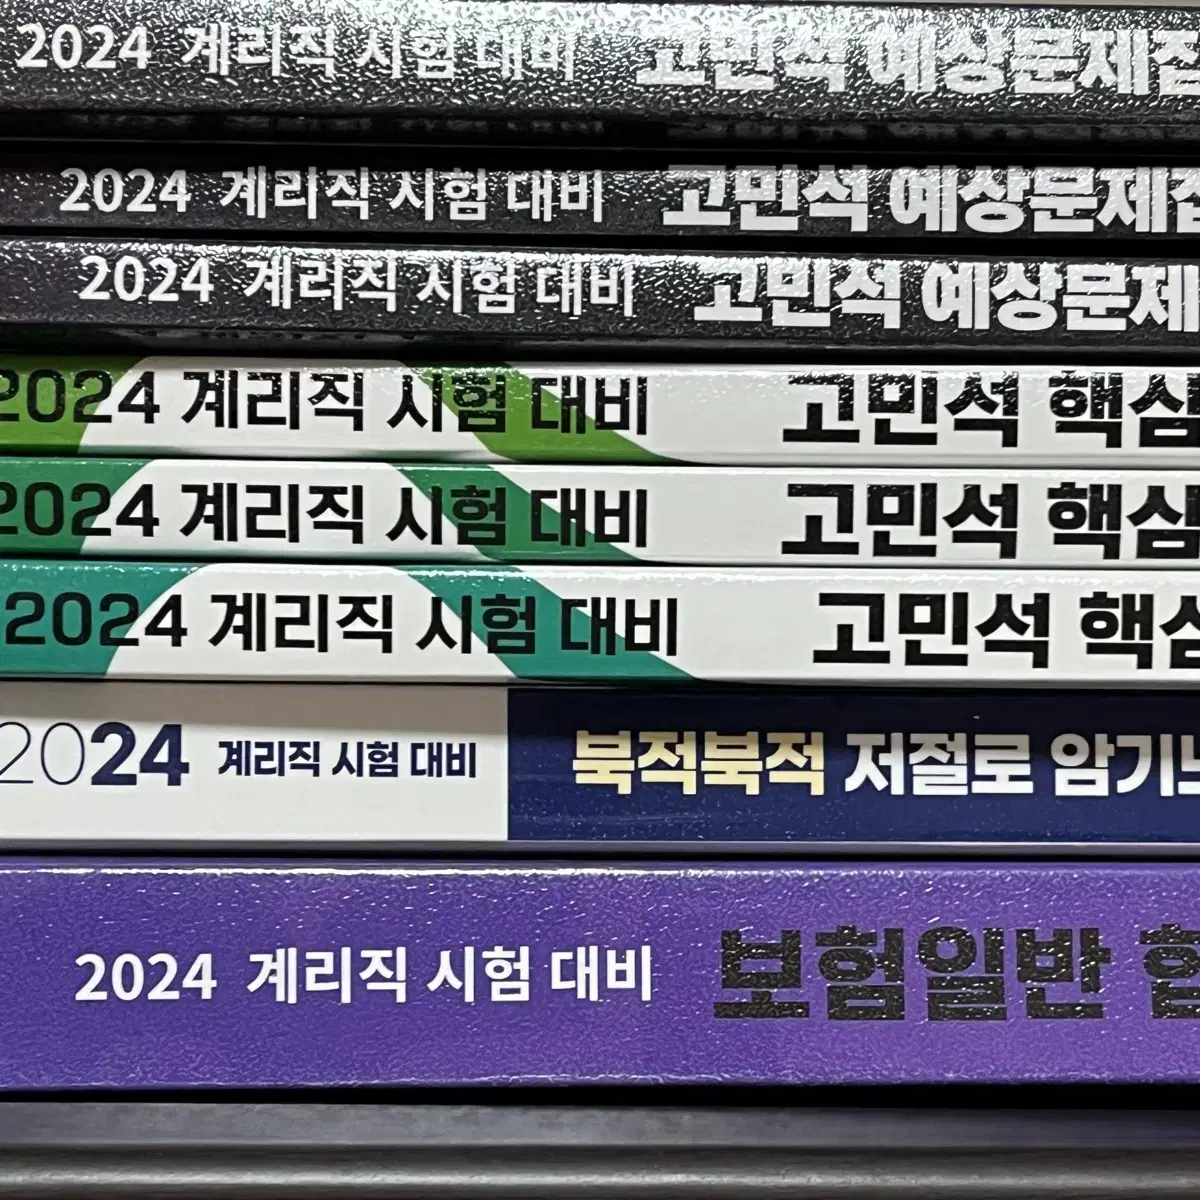 2024 계리직 시험 대비 고민석 예상문제집
2024 계리직 시험 대비 고민석 예상문제집
2024 계리직 시험 대비 고민석 예상문제
2024 계리직 시험 대비 고민석 핵심
2024 계리직 시험 대비 고민석 핵심
2024 계리직 시험 대비 고민석 핵심
2024 계리직 시험 대비 북적북적 저절로 암기노
2024 계리직 시험 대비 보험일반